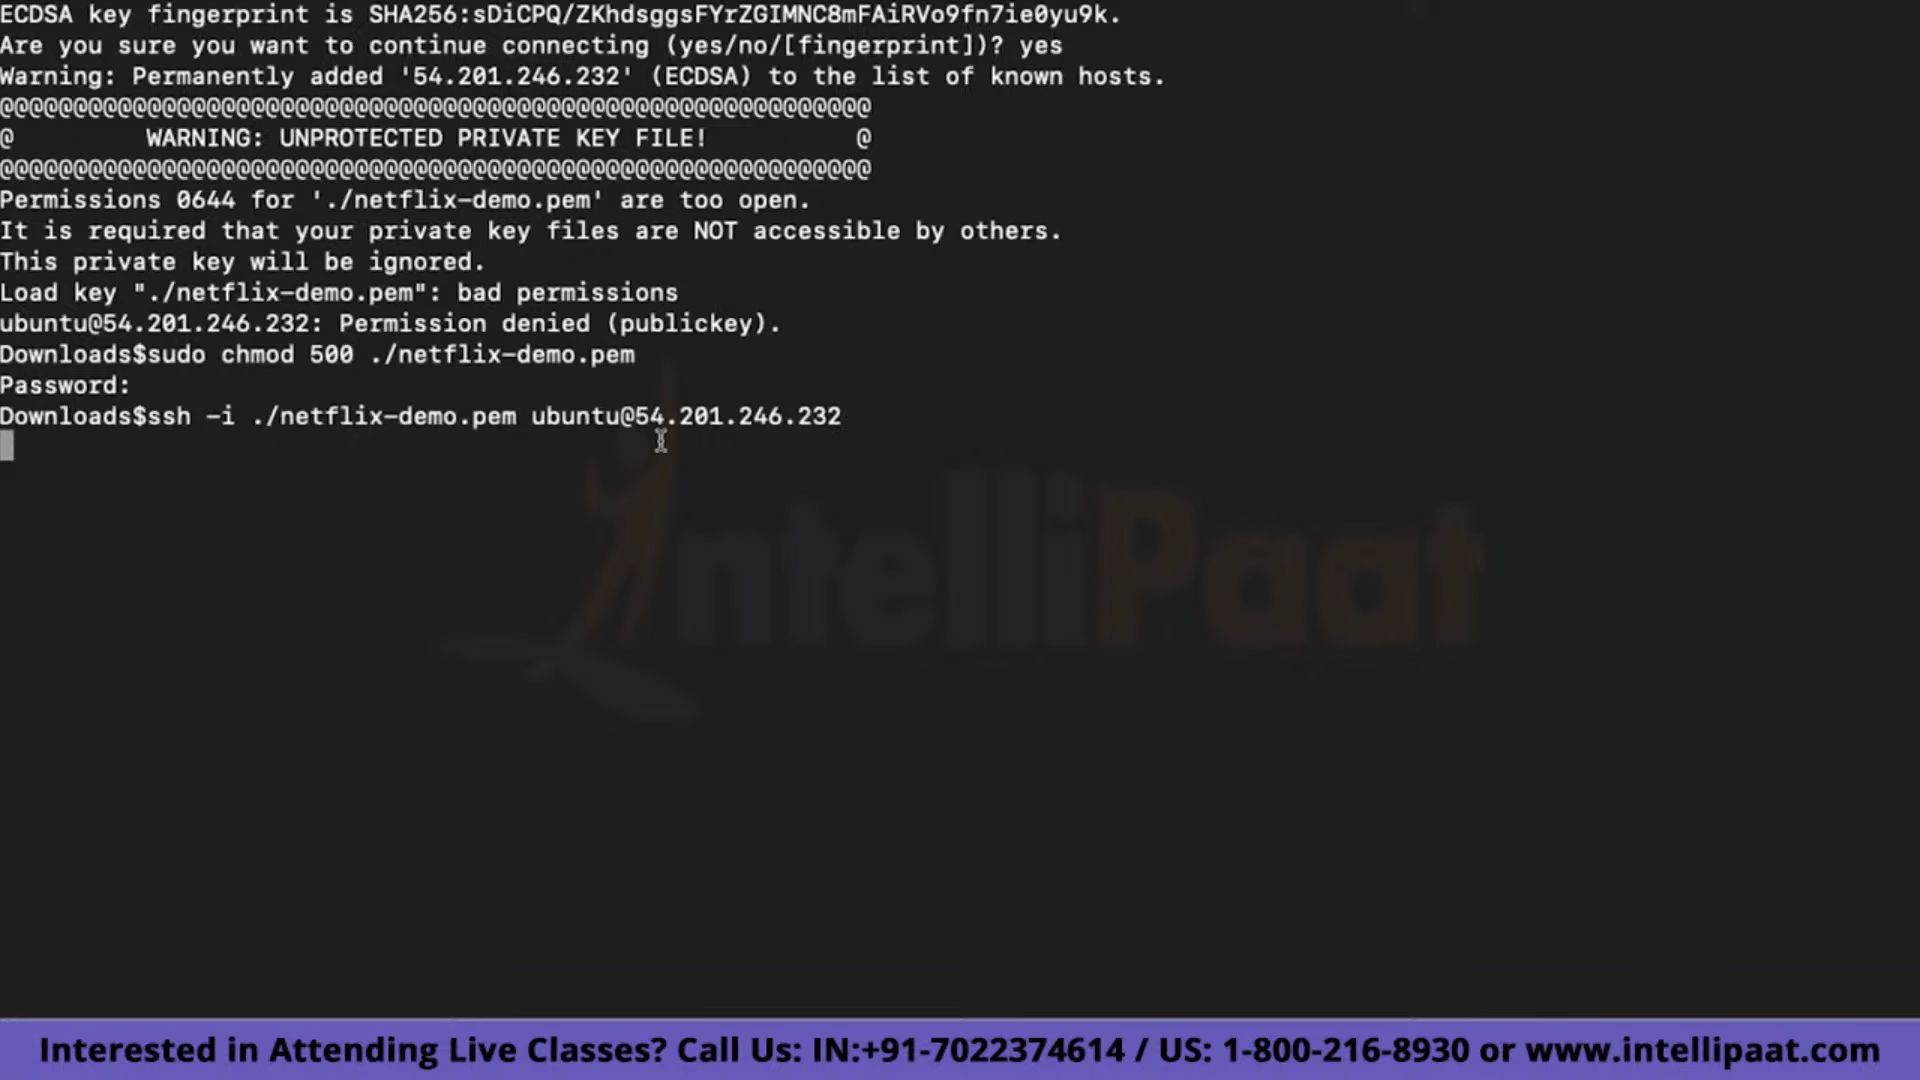 ECDSA key fingerprint is SHA256:sDiCPQ/ZKhdsggsFYrZGIMNC8mFAiRVo9fn7ie0yu9k.
Are you sure you want to continue connecting (yes/no/[fingerprint])? yes
Warning: Permanently added '54.201.246.232' (ECDSA) to the list of known hosts.
@@@@@@@@@@@@@@@@@@@@@@@@@@@@@@@@@@@@@@@@@@@@@@@@@@@@@@@@@@@
@         WARNING: UNPROTECTED PRIVATE KEY FILE!          @
@@@@@@@@@@@@@@@@@@@@@@@@@@@@@@@@@@@@@@@@@@@@@@@@@@@@@@@@@@@
Permissions 0644 for './netflix-demo.pem' are too open.
It is required that your private key files are NOT accessible by others.
This private key will be ignored.
Load key "./netflix-demo.pem": bad permissions
ubuntu@54.201.246.232: Permission denied (publickey).
Downloads$sudo chmod 500 ./netflix-demo.pem
Password:
Downloads$ssh -i ./netflix-demo.pem ubuntu@54.201.246.232
IntelliPaat
Interested in Attending Live Classes? Call Us: IN:+91-7022374614 / US: 1-800-216-8930 or www.intellipaat.com